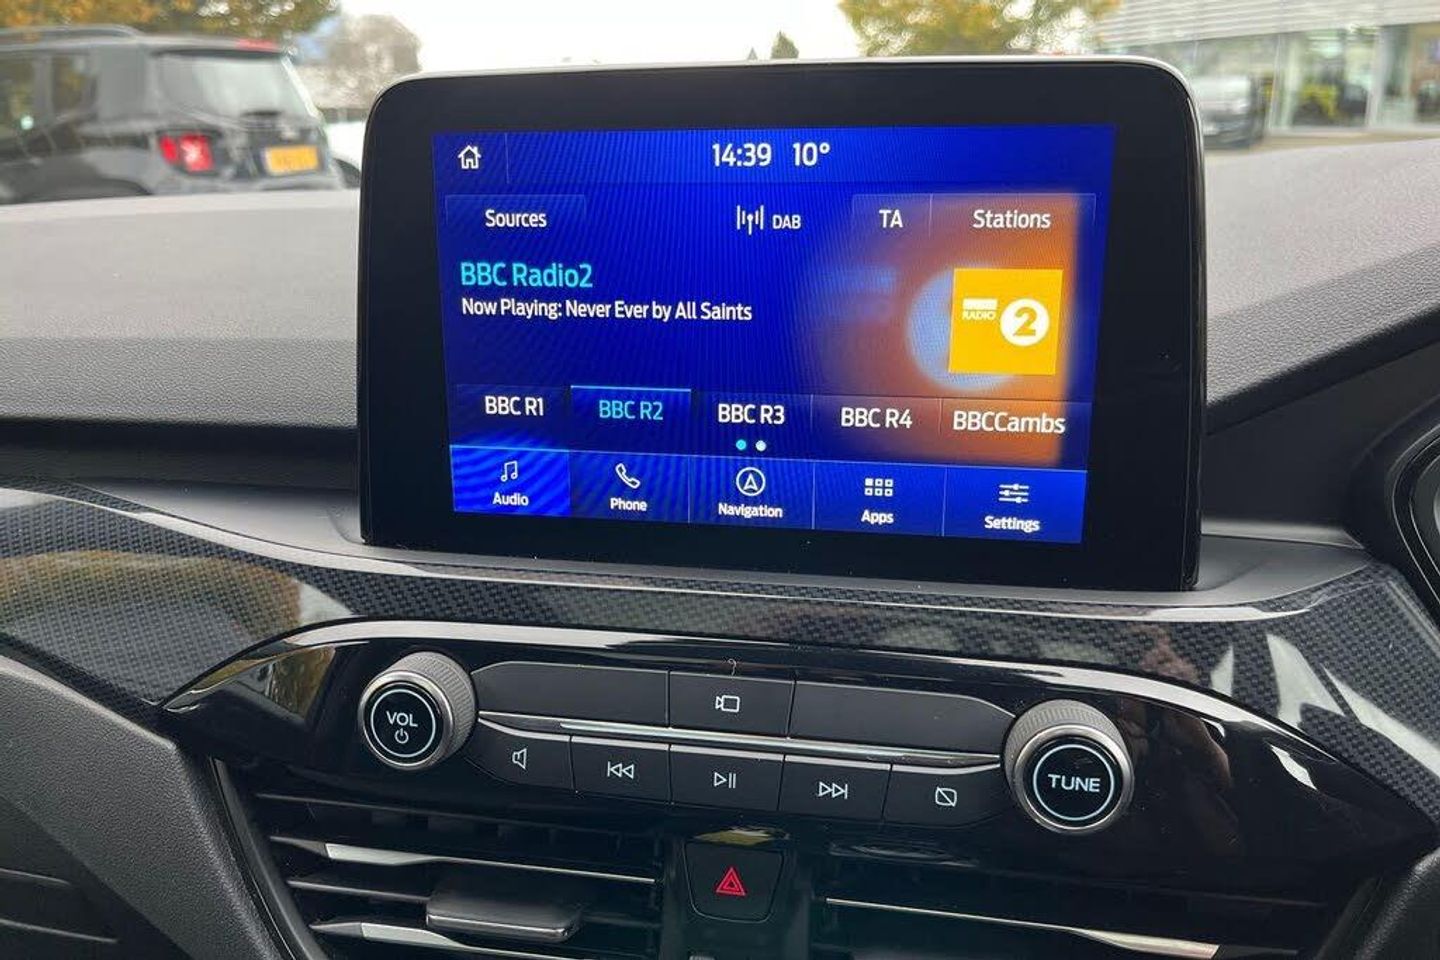 14:39 10°
Sources DAB TA Stations
BBC Radio2
Now Playing: Never Ever by All Saints
RADIO 2
BBC R1 BBC R2 BBC R3 BBC R4 BBCCambs
Audio Phone Navigation Apps Settings
VOL
TUNE